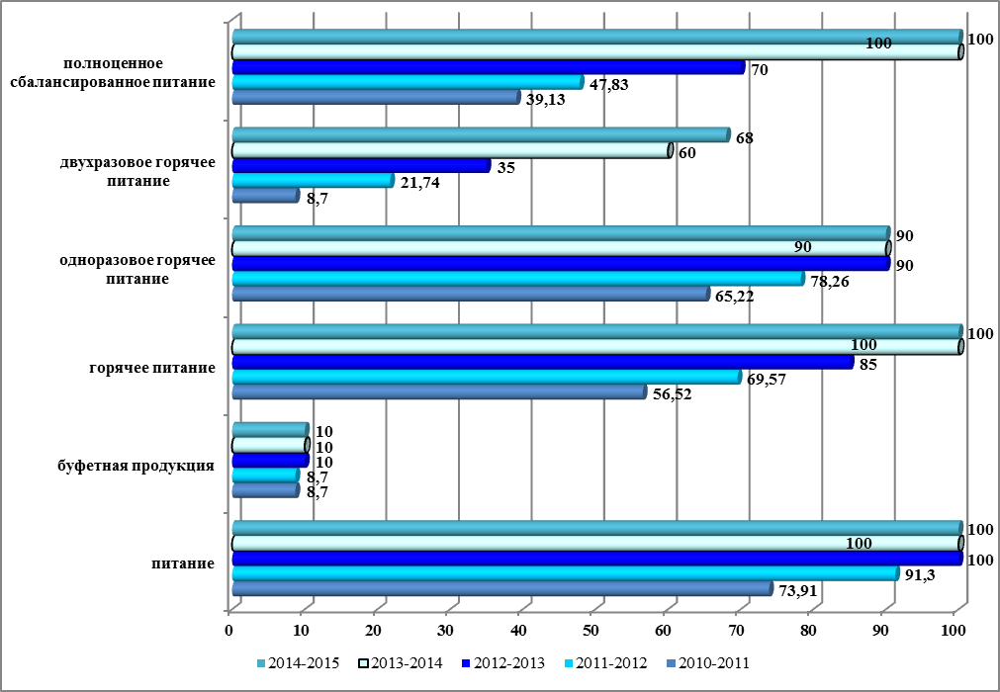 полноценное
сбалансированное питание
100
100
70
47,83
39,13
двухразовое горячее
питание
68
60
35
21,74
8,7
одноразовое горячее
питание
90
90
90
78,26
65,22
горячее питание
100
100
85
69,57
56,52
буфетная продукция
10
10
10
8,7
8,7
питание
100
100
100
91,3
73,91
0 10 20 30 40 50 60 70 80 90 100
2014-2015 2013-2014 2012-2013 2011-2012 2010-2011